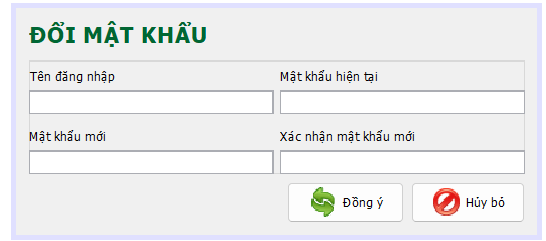 ĐỔI MẬT KHẨU
Tên đăng nhập
Mật khẩu hiện tại
Mật khẩu mới
Xác nhận mật khẩu mới
Đồng ý
Hủy bỏ